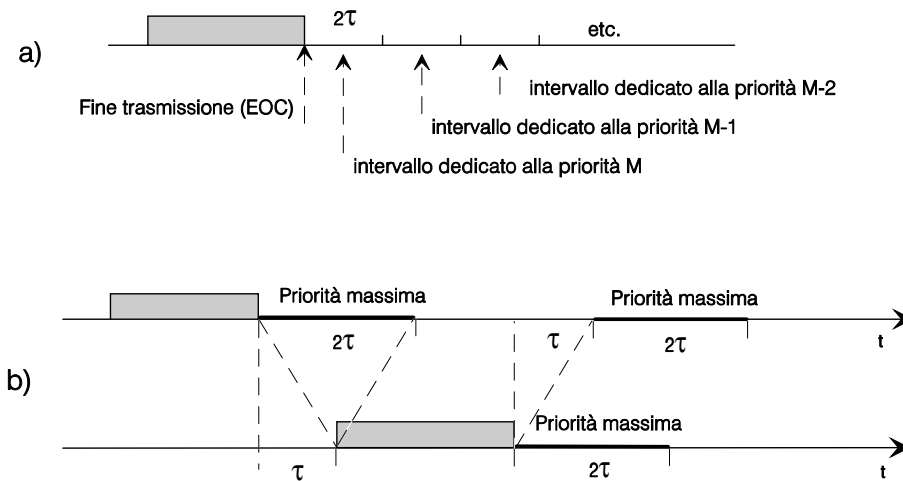 a)
2τ
etc.
Fine trasmissione (EOC)
intervallo dedicato alla priorità M-2
intervallo dedicato alla priorità M-1
intervallo dedicato alla priorità M
b)
Priorità massima
Priorità massima
2τ
τ
2τ
t
Priorità massima
τ
2τ
t